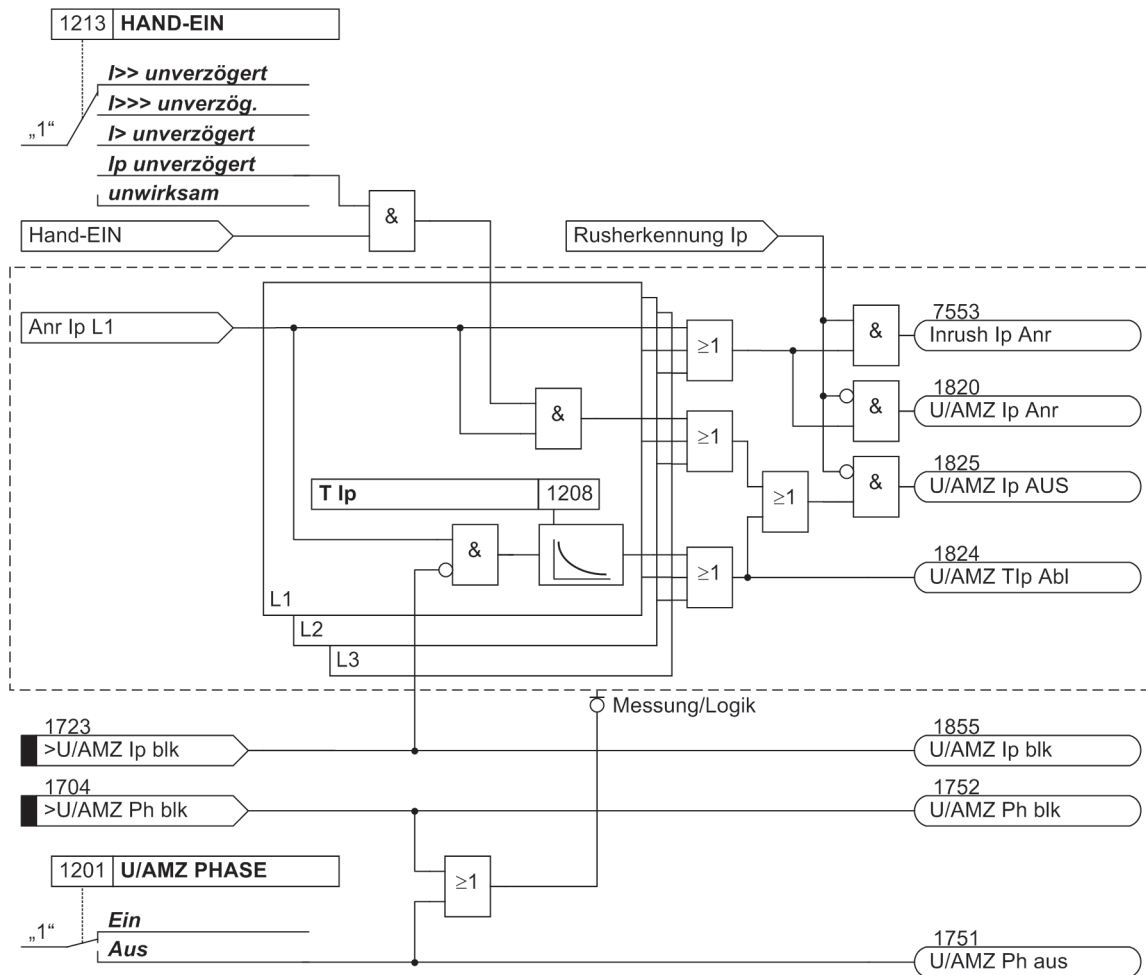 1213 HAND-EIN
I>> unverzögert
I>>> unverzög.
„1“
I> unverzögert
Ip unverzögert
unwirksam
&
Hand-EIN
Rusherkennung Ip
Anr Ip L1
≥1
&
7553
Inrush Ip Anr
&
1820
U/AMZ Ip Anr
&
≥1
≥1
&
1825
U/AMZ Ip AUS
T Ip 1208
&
≥1
1824
U/AMZ TIp Abl
L1
L2
L3
Messung/Logik
1723
>U/AMZ Ip blk
1855
U/AMZ Ip blk
1704
>U/AMZ Ph blk
1752
U/AMZ Ph blk
1201 U/AMZ PHASE
≥1
„1“
Ein
Aus
1751
U/AMZ Ph aus